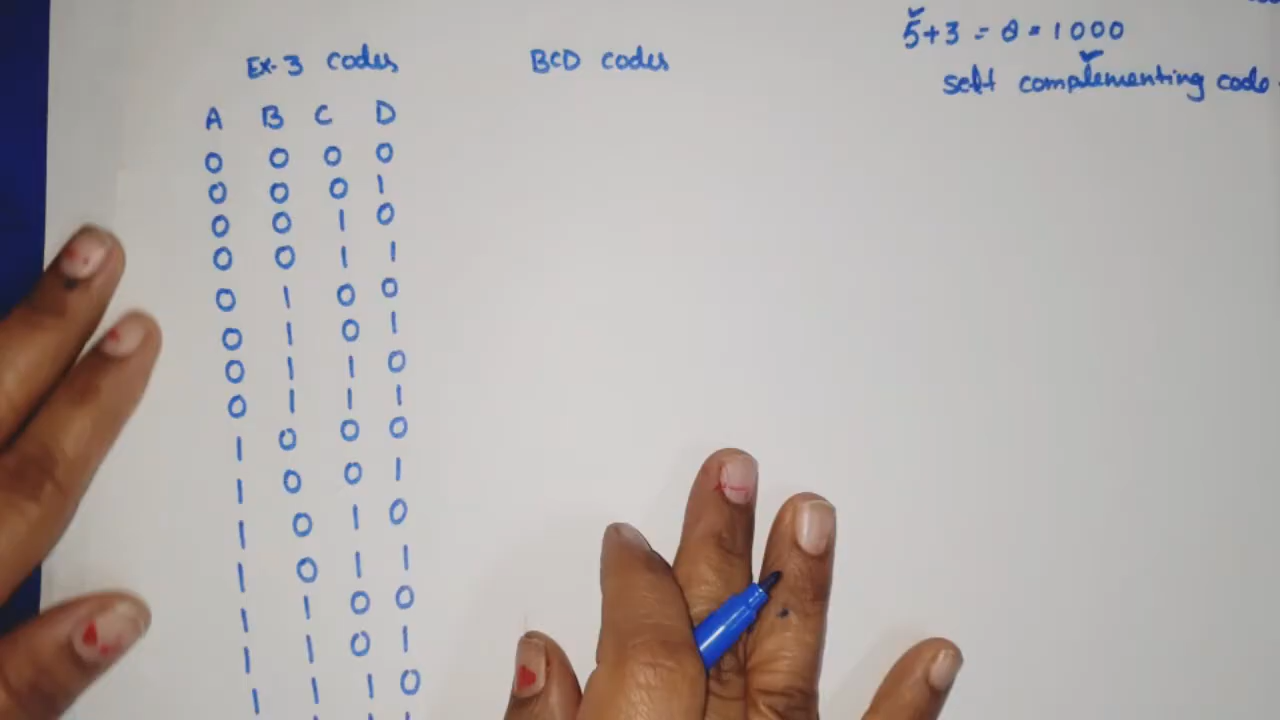 5+3 = 8 = 1000
self complementing code
Ex-3 codes BCD codes
A B C D
0 0 0 0
0 0 0 1
0 0 1 0
0 0 1 1
0 1 0 0
0 1 0 1
0 1 1 0
0 1 1 1
1 0 0 0
1 0 0 1
1 0 1 0
1 0 1 1
1 1 0 0
1 1 0 1
1 1 1 0